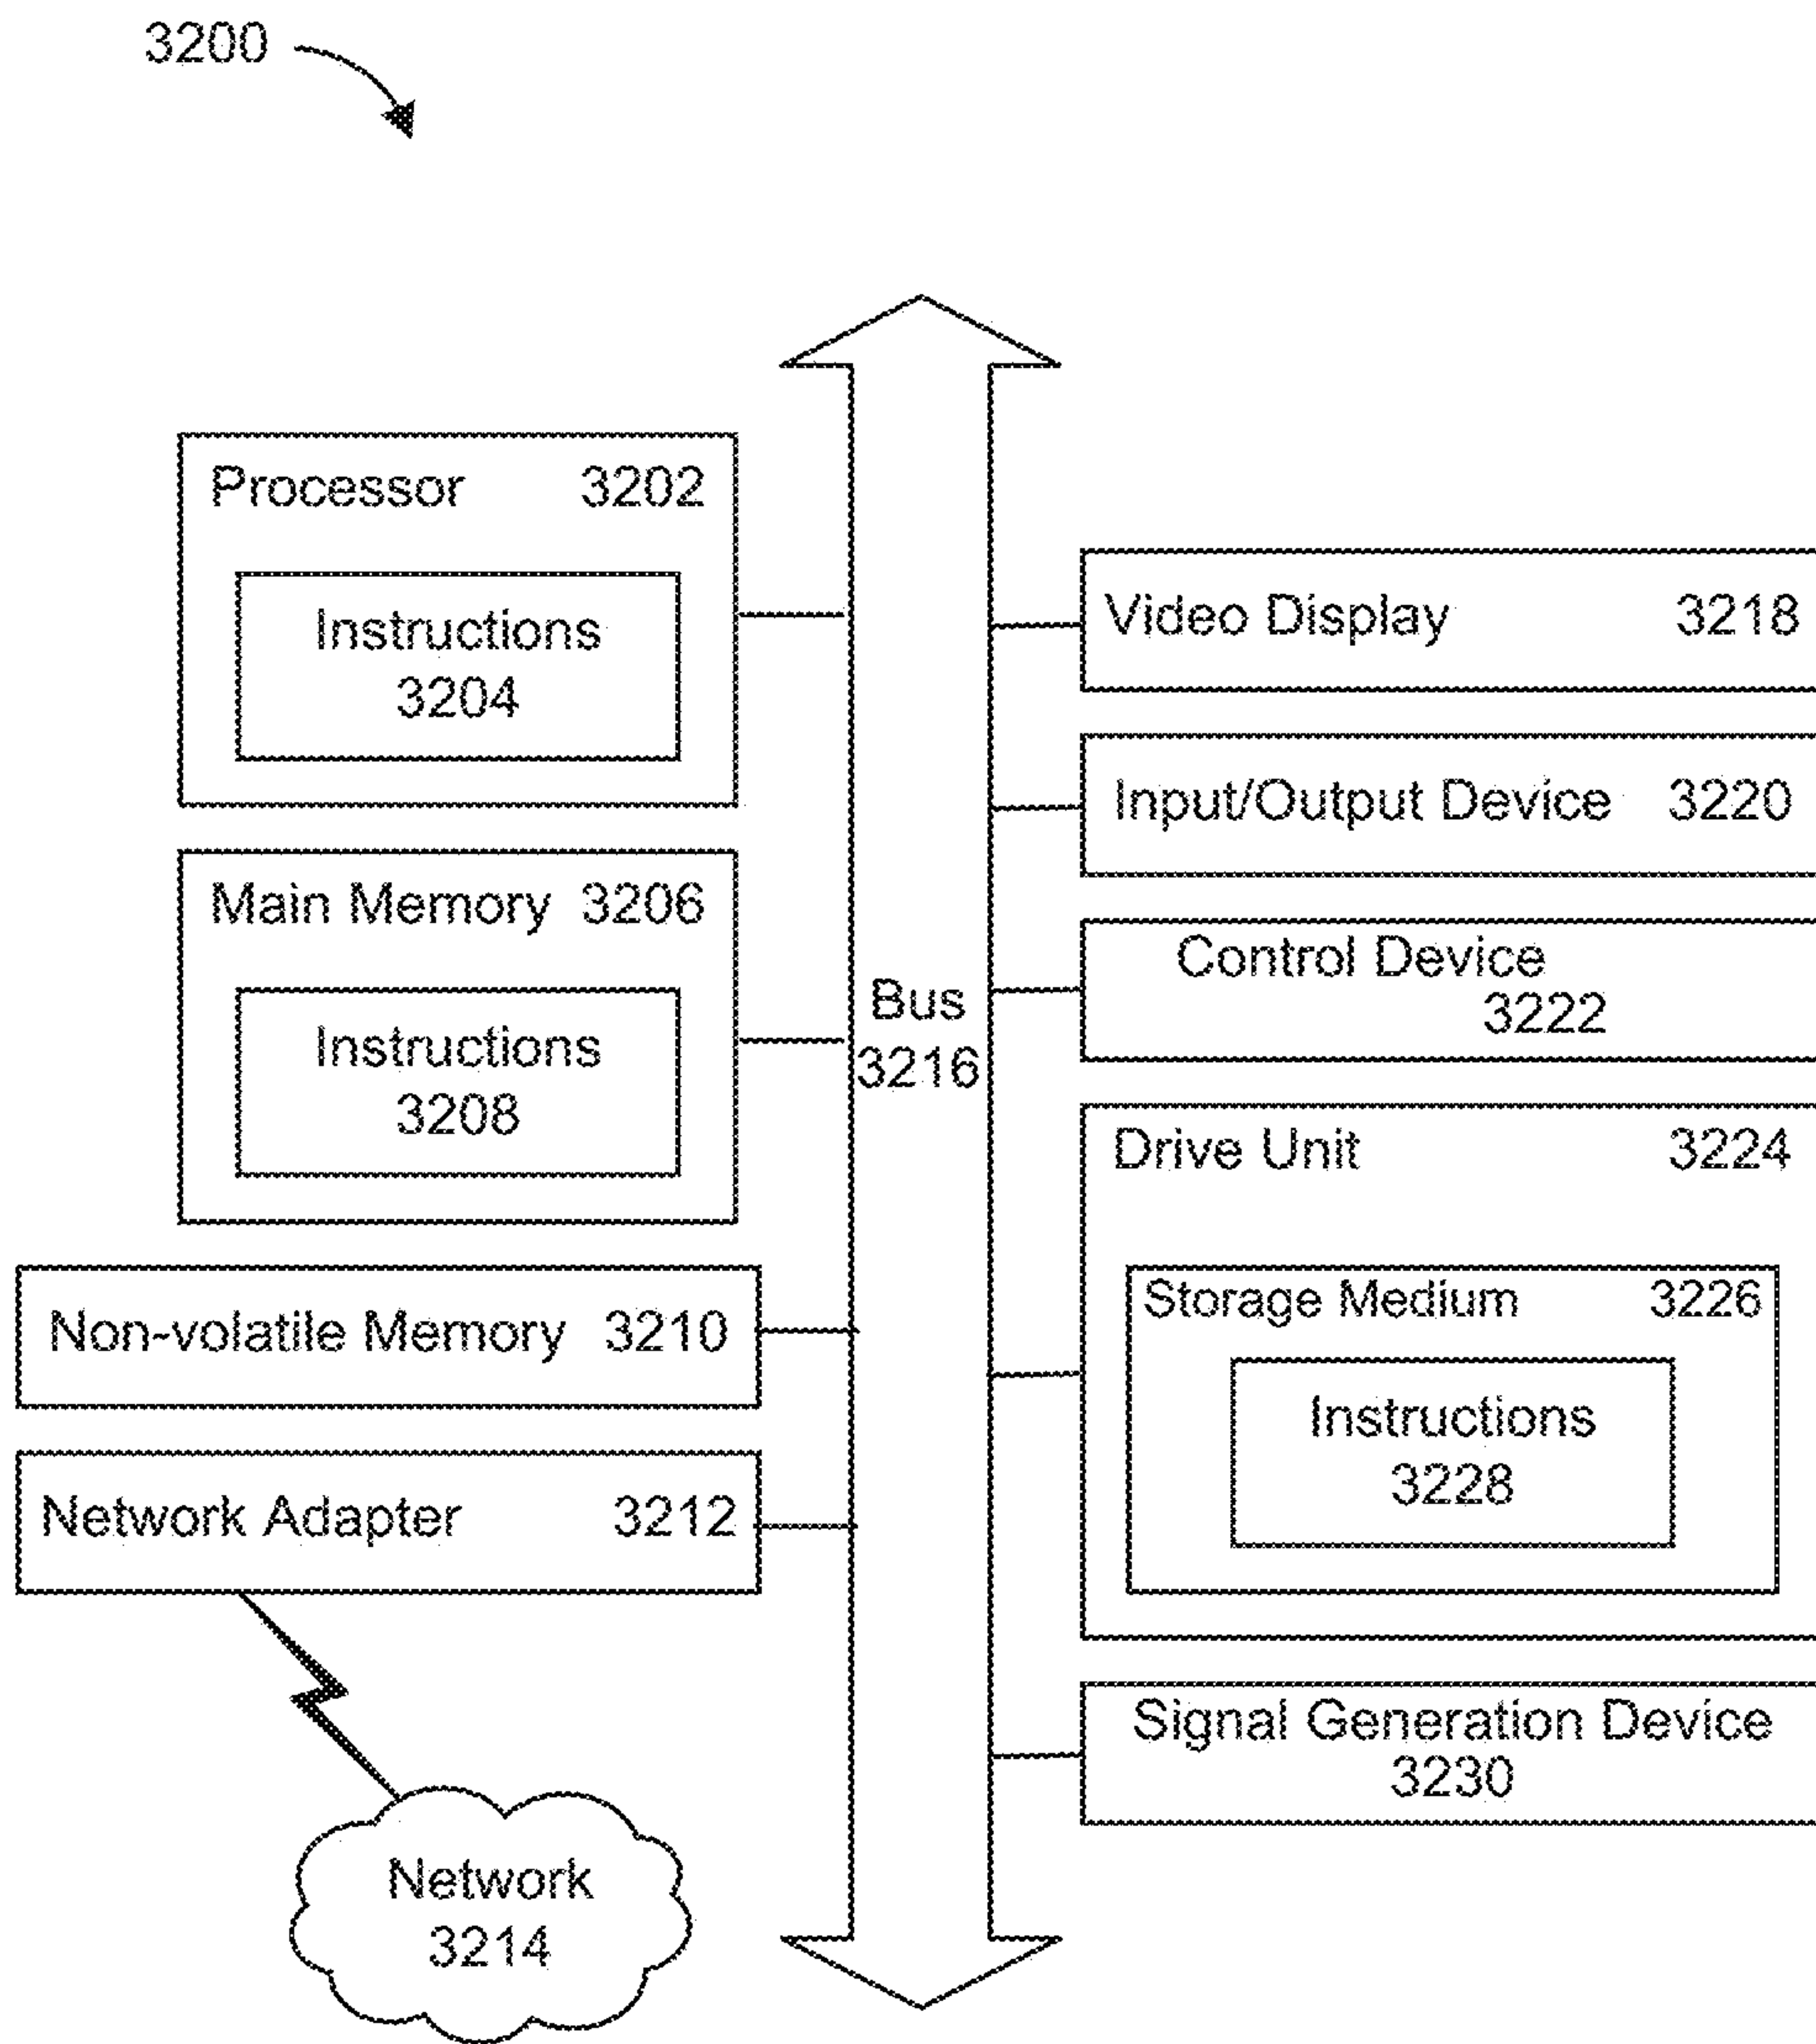 3200
Processor 3202
Instructions
3204
Main Memory 3206
Instructions
3208
Non-volatile Memory 3210
Network Adapter 3212
Network
3214
Bus
3216
Video Display 3218
Input/Output Device 3220
Control Device
3222
Drive Unit 3224
Storage Medium 3226
Instructions
3228
Signal Generation Device
3230